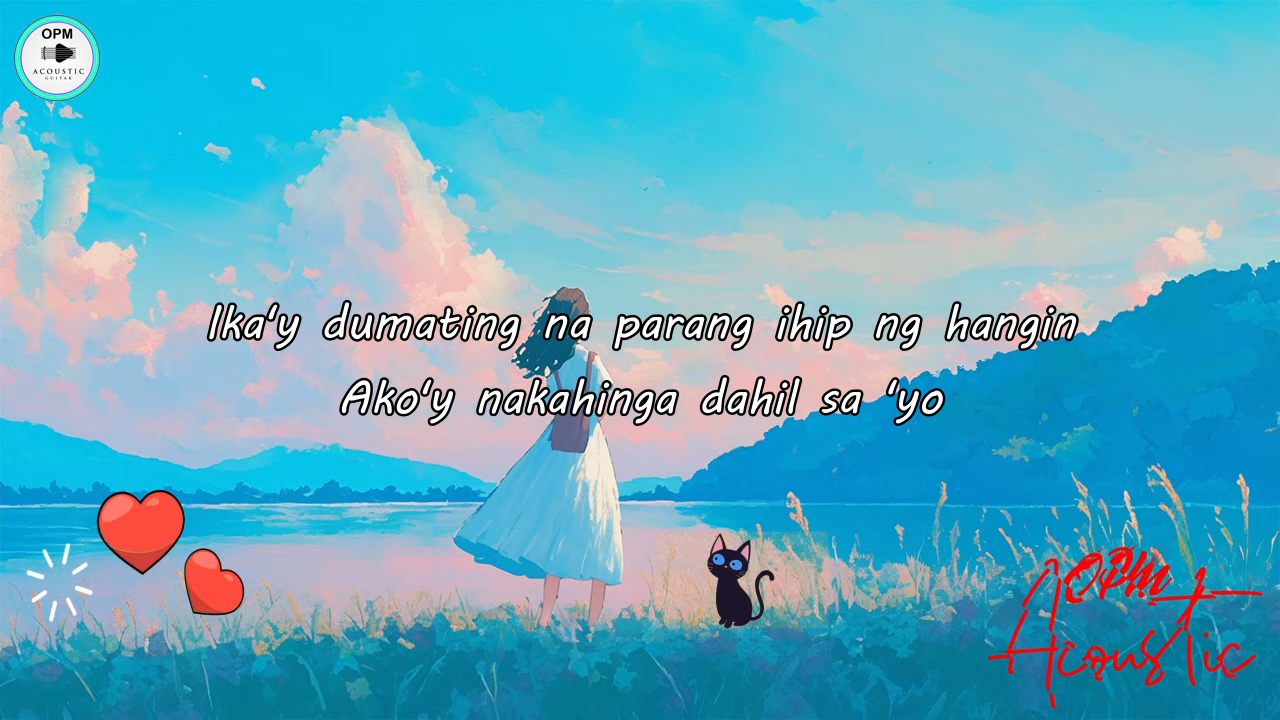 OPM
ACOUSTIC
GUITAR
Ika'y dumating na parang ihip ng hangin
Ako'y nakahinga dahil sa 'yo
OPM
Acoustic